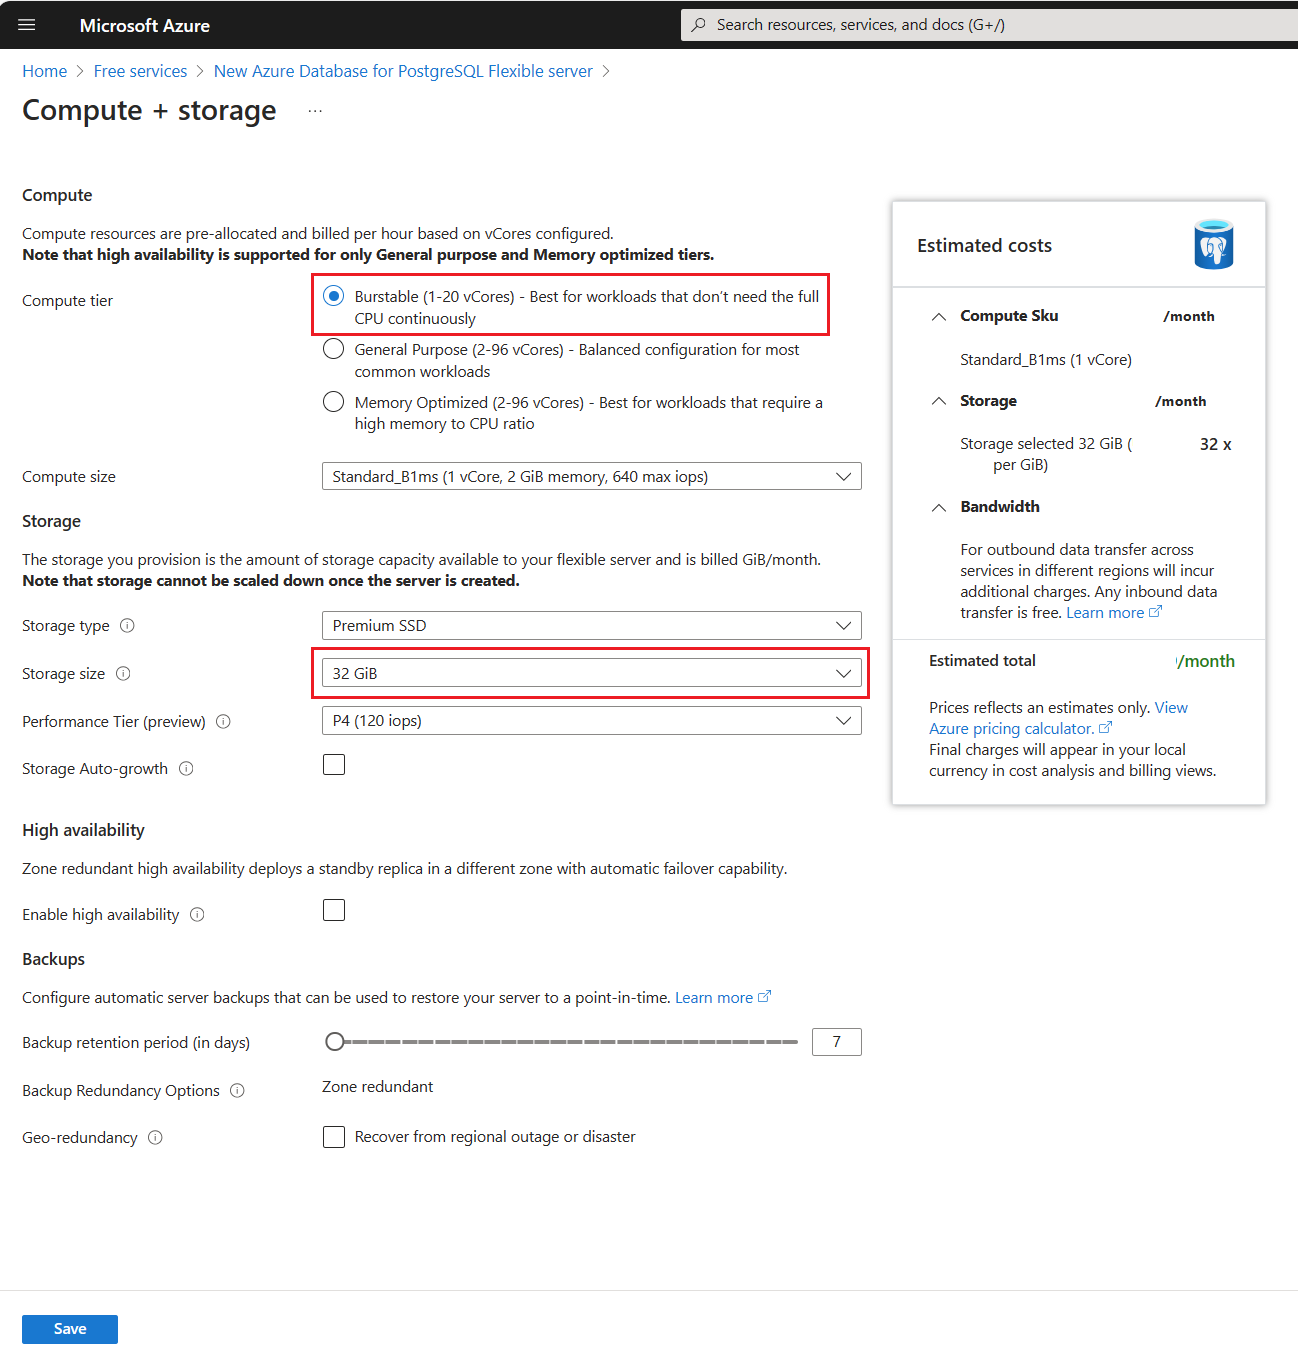 Microsoft Azure
Search resources, services, and docs (G+/)
Home > Free services > New Azure Database for PostgreSQL Flexible server >
Compute + storage ...
Compute
Compute resources are pre-allocated and billed per hour based on vCores configured.
Note that high availability is supported for only General purpose and Memory optimized tiers.
Compute tier
Burstable (1-20 vCores) - Best for workloads that don’t need the full
CPU continuously
General Purpose (2-96 vCores) - Balanced configuration for most
common workloads
Memory Optimized (2-96 vCores) - Best for workloads that require a
high memory to CPU ratio
Compute size
Standard_B1ms (1 vCore, 2 GiB memory, 640 max iops)
Storage
The storage you provision is the amount of storage capacity available to your flexible server and is billed GiB/month.
Note that storage cannot be scaled down once the server is created.
Storage type
Premium SSD
Storage size
32 GiB
Performance Tier (preview)
P4 (120 iops)
Storage Auto-growth
High availability
Zone redundant high availability deploys a standby replica in a different zone with automatic failover capability.
Enable high availability
Backups
Configure automatic server backups that can be used to restore your server to a point-in-time. Learn more
Backup retention period (in days)
7
Backup Redundancy Options
Zone redundant
Geo-redundancy
Recover from regional outage or disaster
Save
Estimated costs
Compute Sku /month
Standard_B1ms (1 vCore)
Storage /month
Storage selected 32 GiB ( 32 x
per GiB)
Bandwidth
For outbound data transfer across
services in different regions will incur
additional charges. Any inbound data
transfer is free. Learn more
Estimated total /month
Prices reflects an estimates only. View
Azure pricing calculator.
Final charges will appear in your local
currency in cost analysis and billing views.